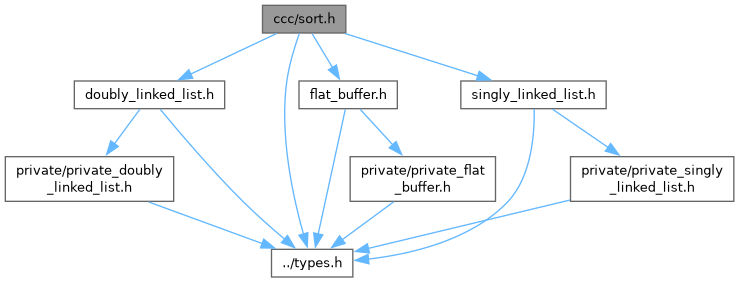 ccc/sort.h
doubly_linked_list.h
flat_buffer.h
singly_linked_list.h
private/private_doubly
_linked_list.h
private/private_flat
_buffer.h
private/private_singly
_linked_list.h
../types.h